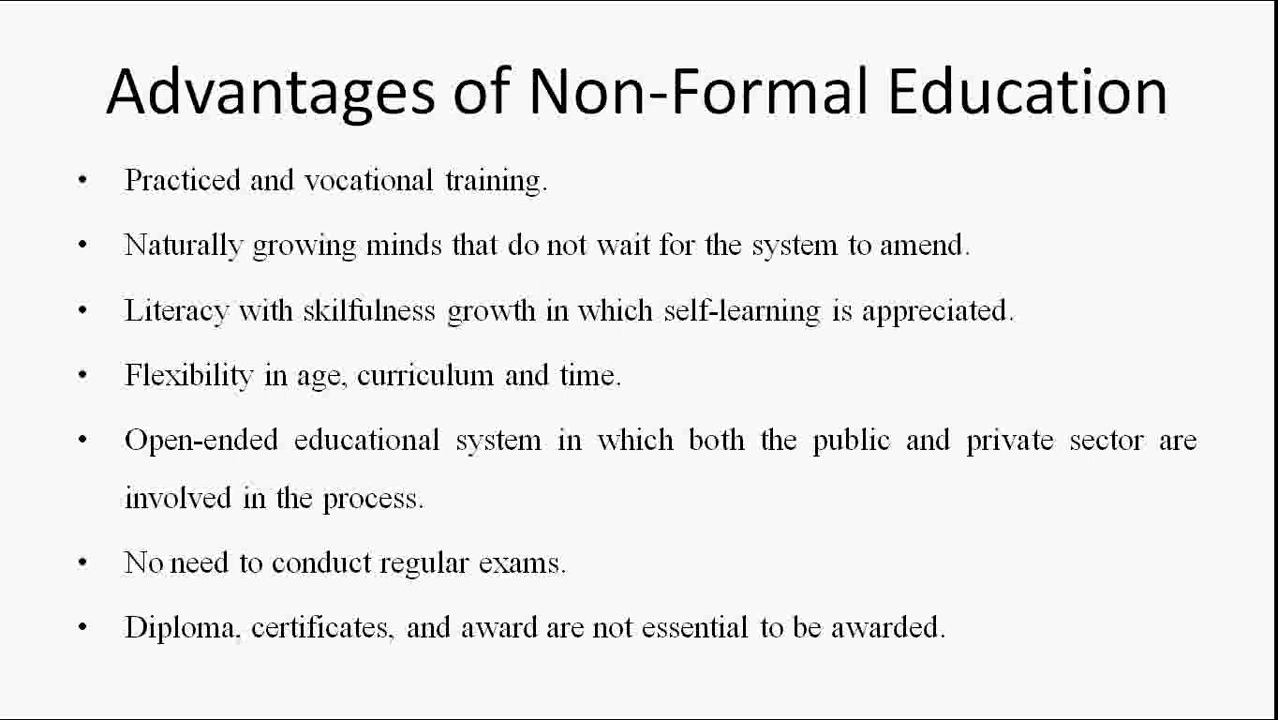 Advantages of Non-Formal Education
• Practiced and vocational training.
• Naturally growing minds that do not wait for the system to amend.
• Literacy with skilfulness growth in which self-learning is appreciated.
• Flexibility in age, curriculum and time.
• Open-ended educational system in which both the public and private sector are
involved in the process.
• No need to conduct regular exams.
• Diploma, certificates, and award are not essential to be awarded.